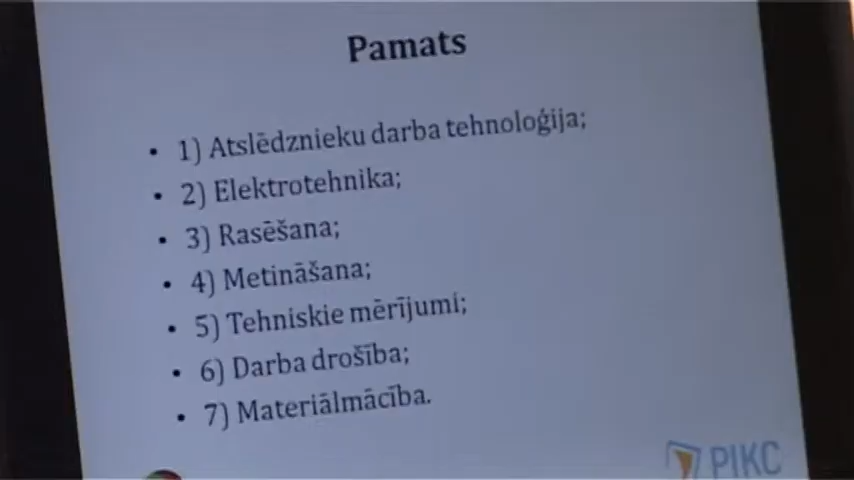 Pamats
• 1) Atslēdznieku darba tehnoloģija;
• 2) Elektrotehnika;
• 3) Rasēšana;
• 4) Metināšana;
• 5) Tehniskie mērījumi;
• 6) Darba drošība;
• 7) Materiālmācība.
PIKC